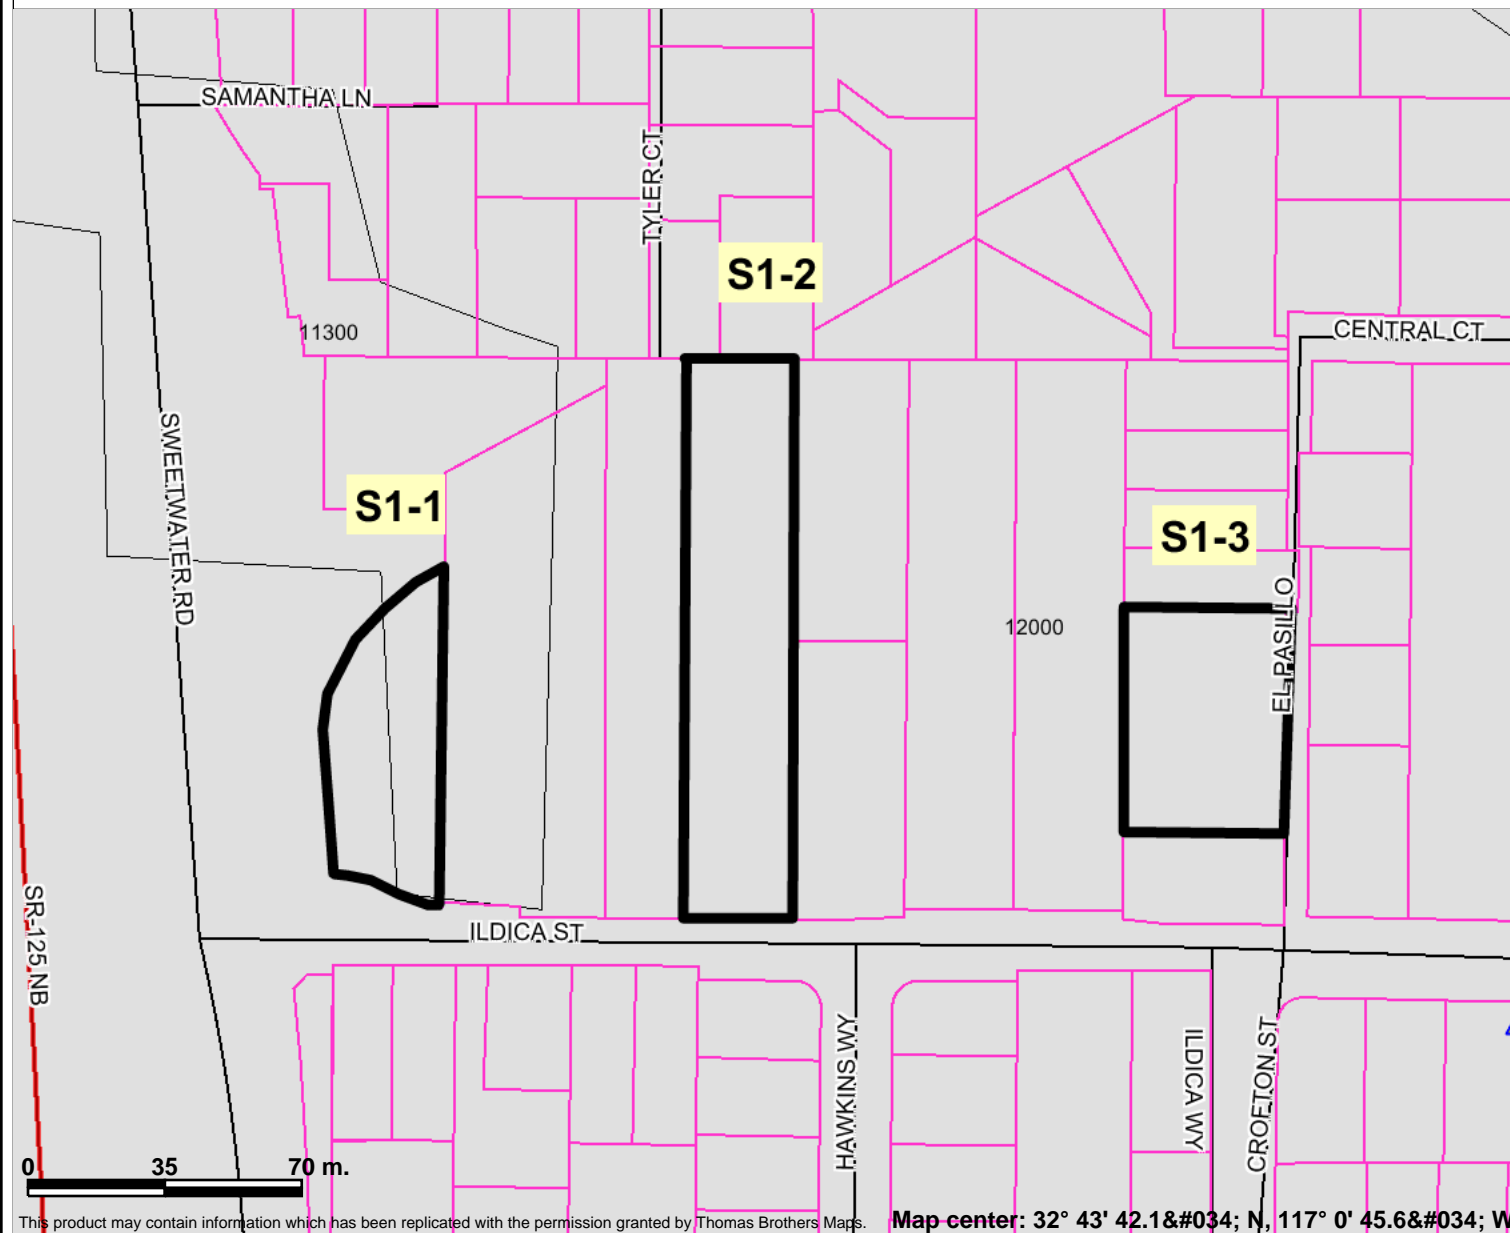 SAMANTHA LN
TYLER CT
S1-2
11300
CENTRAL CT
SWEETWATER RD
S1-1
S1-3
EL PASILLO
12000
SR-125 NB
ILDICA ST
HAWKINS WY
ILDICA WY
CROFTON ST
0 35 70 m.
This product may contain information which has been replicated with the permission granted by Thomas Brothers Maps.
Map center: 32° 43' 42.1&#034; N, 117° 0' 45.6&#034; W